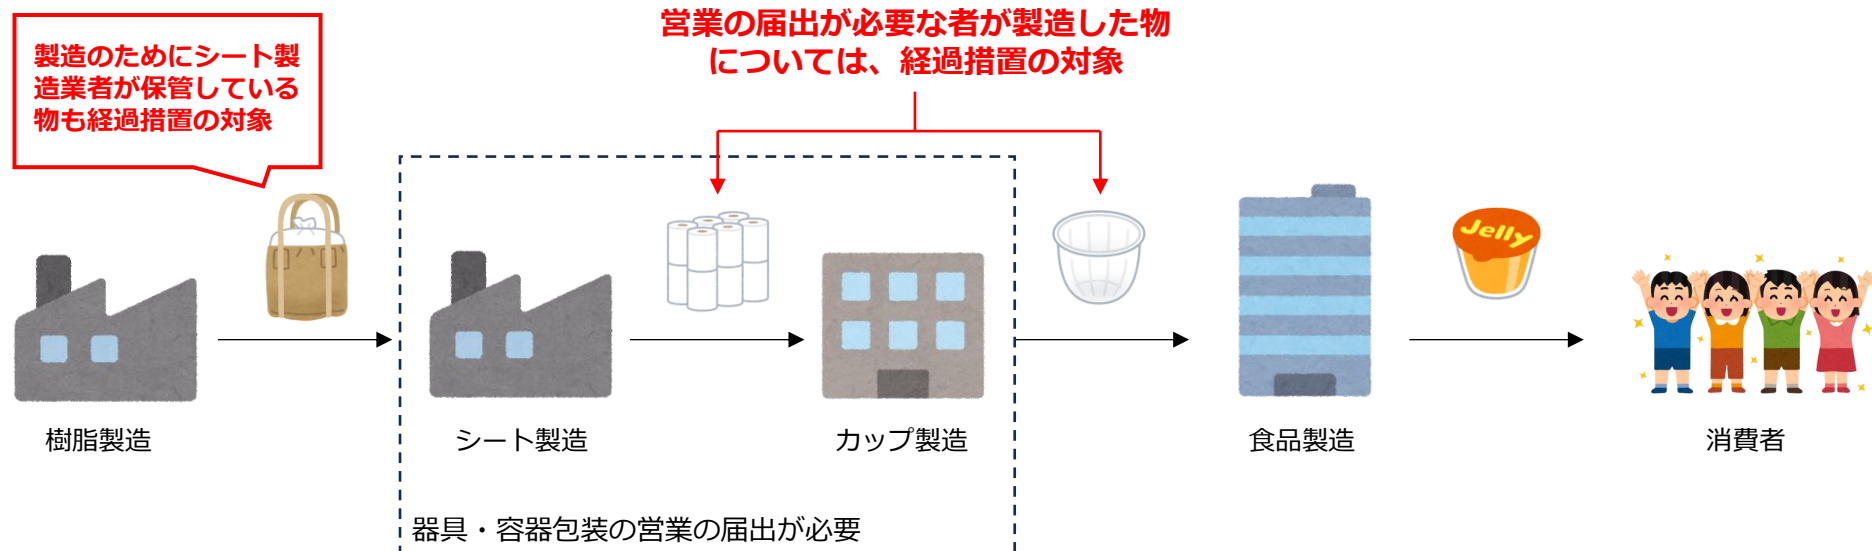 製造のためにシート製
造業者が保管している
物も経過措置の対象
営業の届出が必要な者が製造した物
については、経過措置の対象
Jelly
樹脂製造
シート製造
カップ製造
食品製造
消費者
器具・容器包装の営業の届出が必要